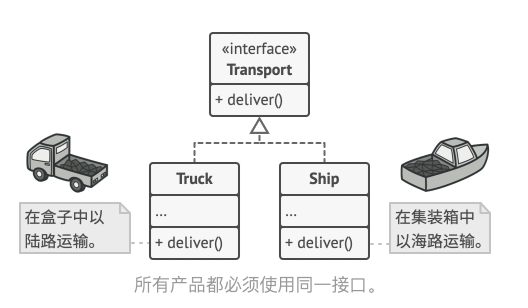 «interface»
Transport
+ deliver()
Truck
...
+ deliver()
Ship
...
+ deliver()
在盒子中以
陆路运输。
在集装箱中
以海路运输。
所有产品都必须使用同一接口。